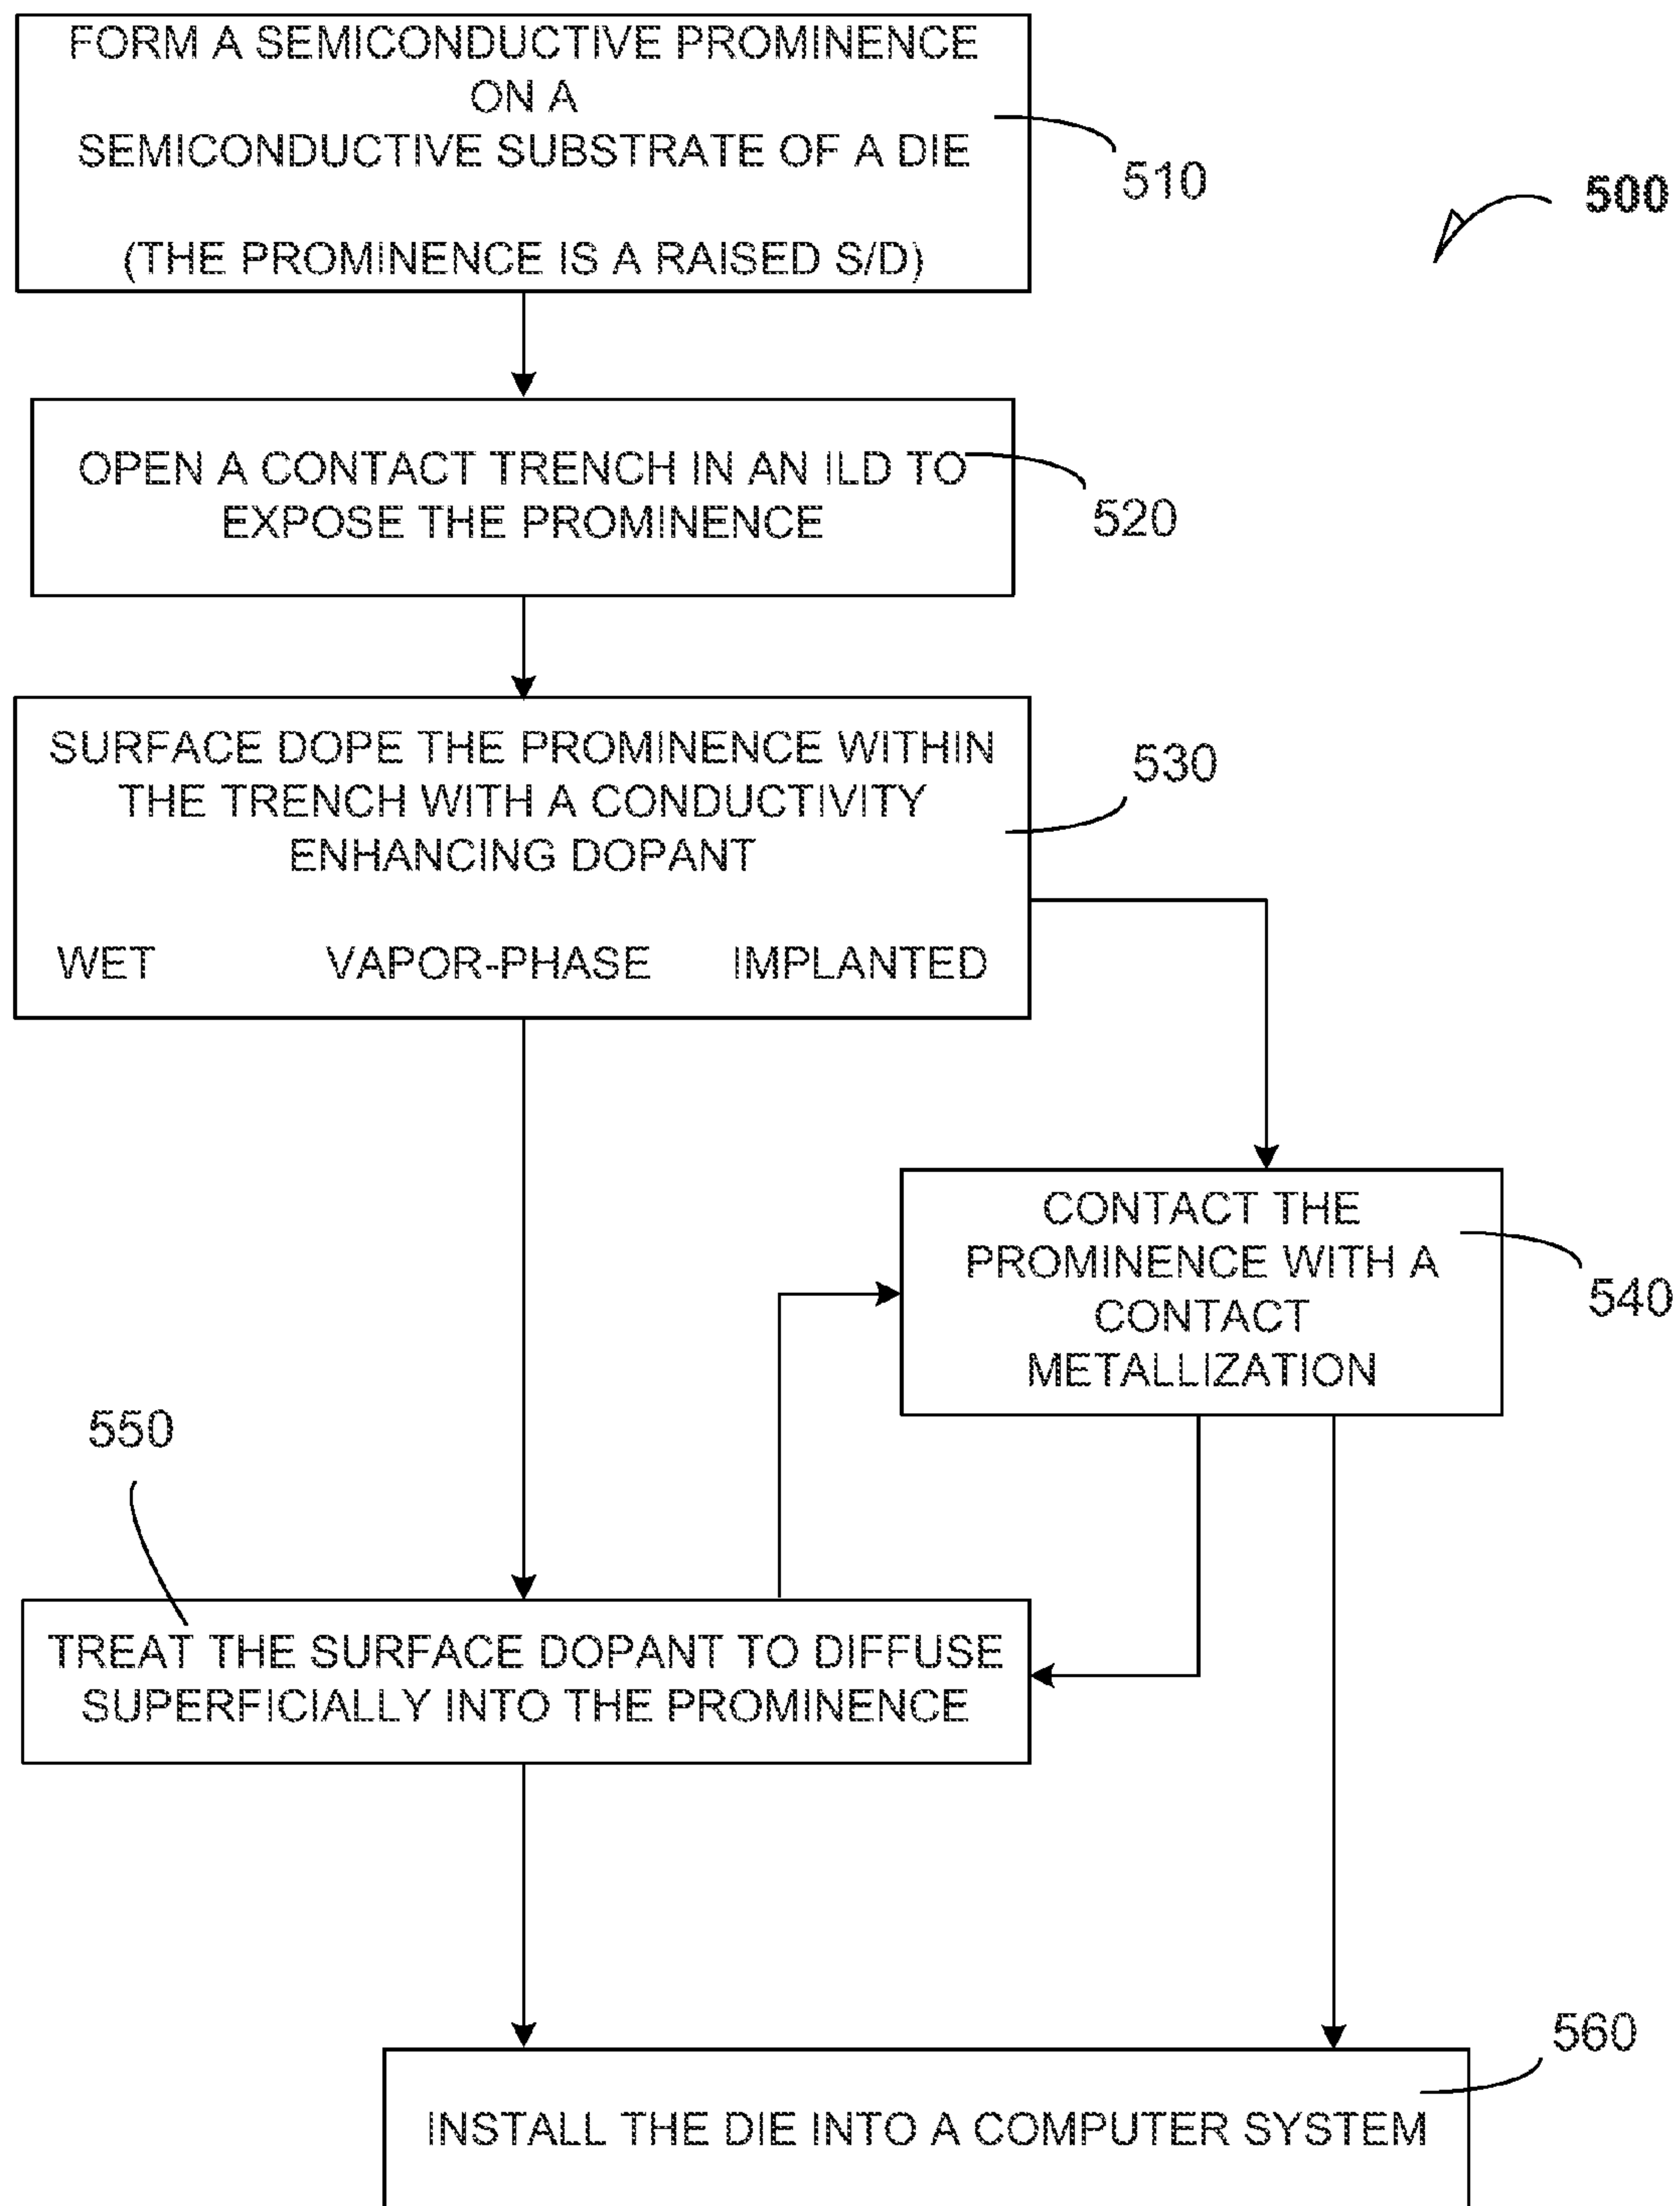 FORM A SEMICONDUCTIVE PROMINENCE
ON A
SEMICONDUCTIVE SUBSTRATE OF A DIE
(THE PROMINENCE IS A RAISED S/D)
510
500
OPEN A CONTACT TRENCH IN AN ILD TO
EXPOSE THE PROMINENCE
520
SURFACE DOPE THE PROMINENCE WITHIN
THE TRENCH WITH A CONDUCTIVITY
ENHANCING DOPANT
WET VAPOR-PHASE IMPLANTED
530
CONTACT THE
PROMINENCE WITH A
CONTACT
METALLIZATION
540
550
TREAT THE SURFACE DOPANT TO DIFFUSE
SUPERFICIALLY INTO THE PROMINENCE
560
INSTALL THE DIE INTO A COMPUTER SYSTEM